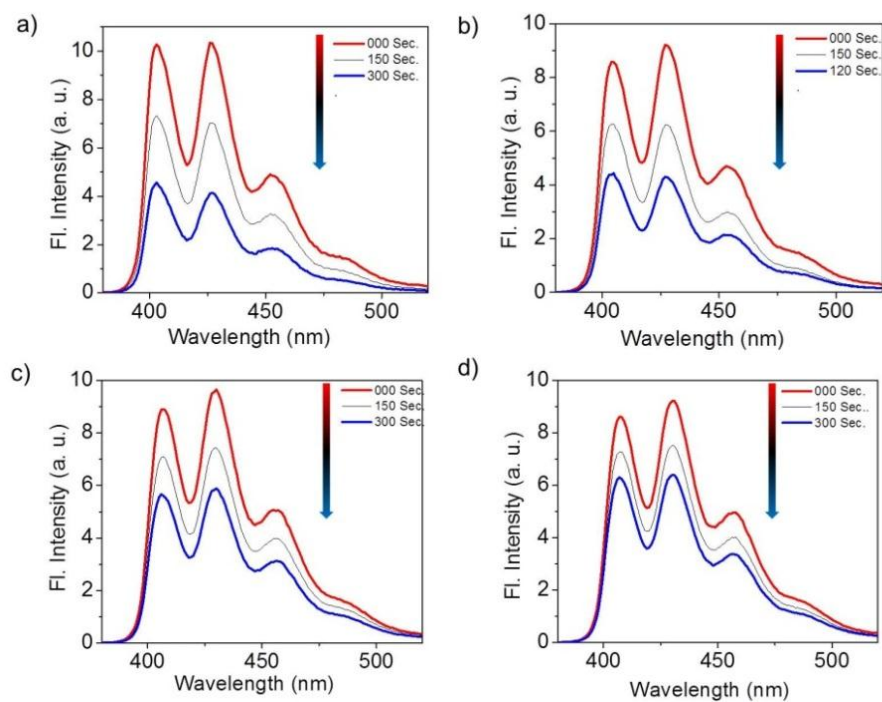 a)
10
8
6
4
2
0
Fl. Intensity (a. u.)
000 Sec.
150 Sec.
300 Sec.
400
450
500
Wavelength (nm)
b)
10
8
6
4
2
0
Fl. Intensity (a. u.)
000 Sec.
150 Sec.
120 Sec.
400
450
500
Wavelength (nm)
c)
10
8
6
4
2
0
Fl. Intensity (a. u.)
000 Sec.
150 Sec.
300 Sec.
400
450
500
Wavelength (nm)
d)
10
8
6
4
2
0
Fl. Intensity (a. u.)
000 Sec.
150 Sec..
300 Sec.
400
450
500
Wavelength (nm)